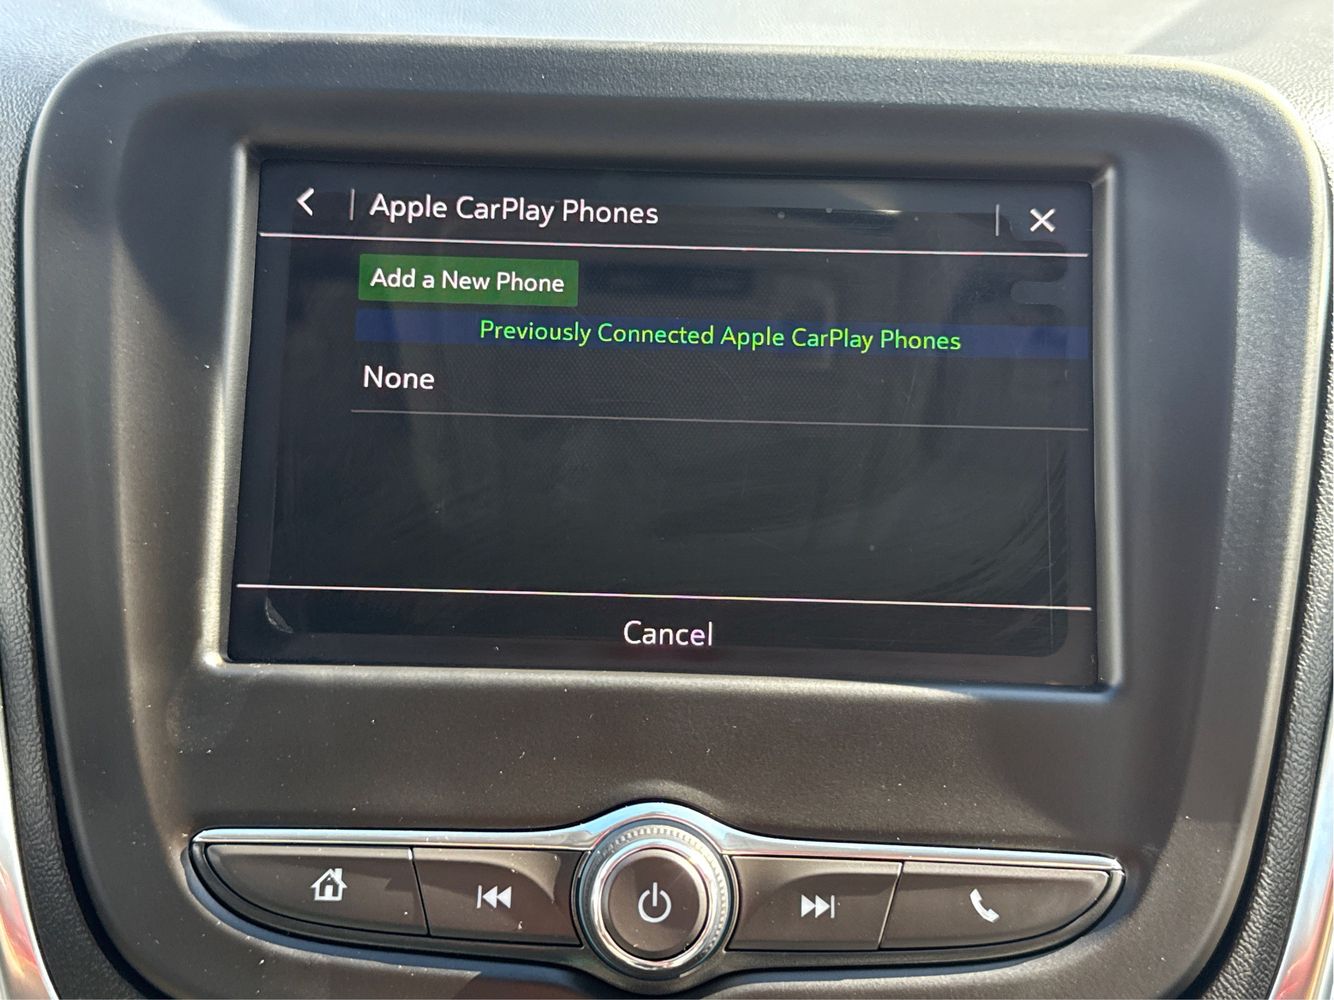 Apple CarPlay Phones
Add a New Phone
Previously Connected Apple CarPlay Phones
None
Cancel